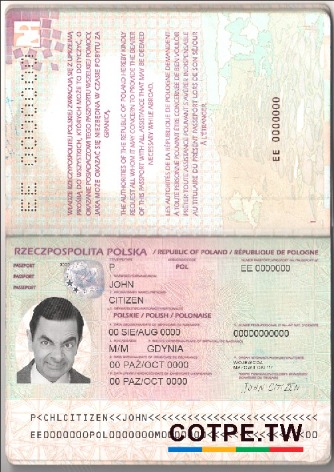 EE 0000000
WŁADZE RZECZYPOSPOLITEJ POLSKIEJ ZWRACAJĄ SIĘ Z UPRZEJMĄ
PROŚBĄ DO WSZYSTKICH, KTÓRYCH MOŻE TO DOTYCZYĆ, O
OKAZANIE POSIADACZOWI TEGO PASZPORTU WSZELKIEJ POMOCY,
JAKA MOŻE OKAZAĆ SIĘ NIEZBĘDNA W CZASIE POBYTU ZA
GRANICĄ.
THE AUTHORITIES OF THE REPUBLIC OF POLAND HEREBY KINDLY
REQUEST ALL WHOM IT MAY CONCERN TO PROVIDE THE BEARER
OF THIS PASSPORT WITH ALL ASSISTANCE THAT MAY BE DEEMED
NECESSARY WHILE ABROAD.
LES AUTORITÉS DE LA RÉPUBLIQUE DE POLOGNE DEMANDENT
À TOUTE PERSONNE POUVANT ÊTRE CONCERNÉE DE BIEN VOULOIR
PRÊTER TOUTE ASSISTANCE POUVANT S'AVÉRER INDISPENSABLE
AU TITULAIRE DU PRÉSENT PASSEPORT LORS DE SON SÉJOUR
À L'ÉTRANGER.
EE 0000000
RZECZPOSPOLITA POLSKA / REPUBLIC OF POLAND / RÉPUBLIQUE DE POLOGNE
PASZPORT
P POL EE 0000000
PASSPORT
JOHN
PASSEPORT
CITIZEN
POLSKIE / POLISH / POLONAISE
00 SIE/AUG 0000 00000000000
M/M GDYNIA
00 PAZ/OCT 0000
00 PAZ/OCT 0000
JOHN CITIZEN
P<CHLCITIZEN<<JOHN<<<<<<<<<<<<<<<<
COTPE.TW